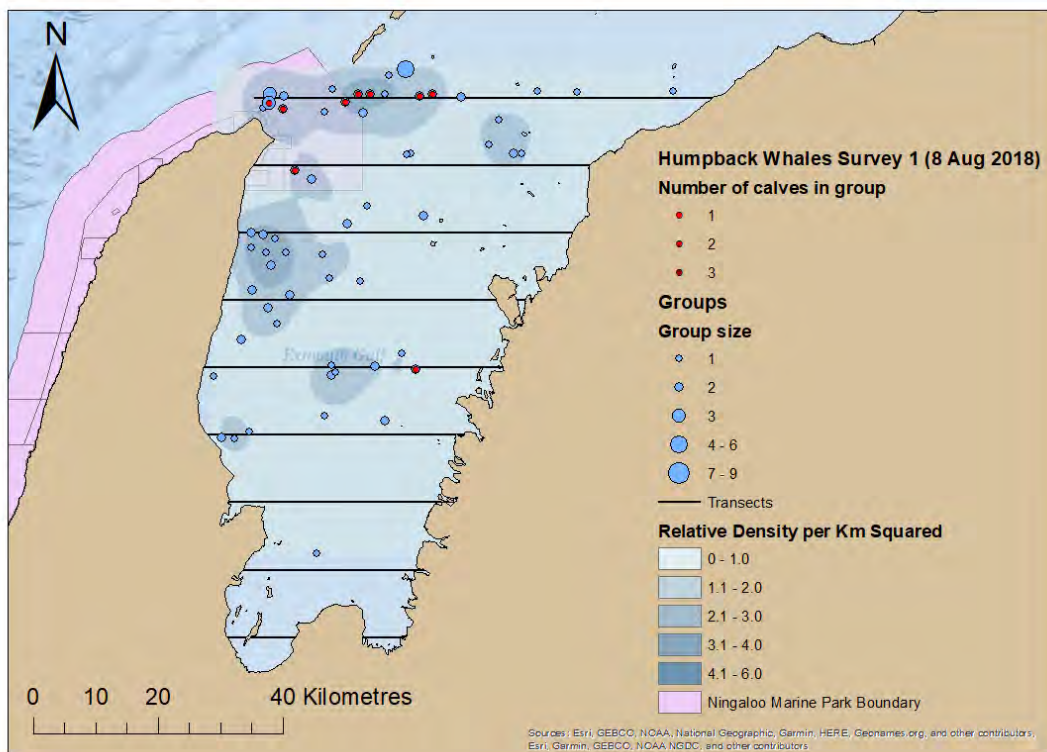 N
Humpback Whales Survey 1 (8 Aug 2018)
Number of calves in group
1
2
3
Groups
Group size
1
2
3
4 - 6
7 - 9
Transects
Relative Density per Km Squared
0 - 1.0
1.1 - 2.0
2.1 - 3.0
3.1 - 4.0
4.1 - 6.0
Ningaloo Marine Park Boundary
Exmouth Gulf
0 10 20 40 Kilometres
Sources: Esri, GEBCO, NOAA, National Geographic, Garmin, HERE, Geonames.org, and other contributors,
Esri, Garmin, GEBCO, NOAA NGDC, and other contributors